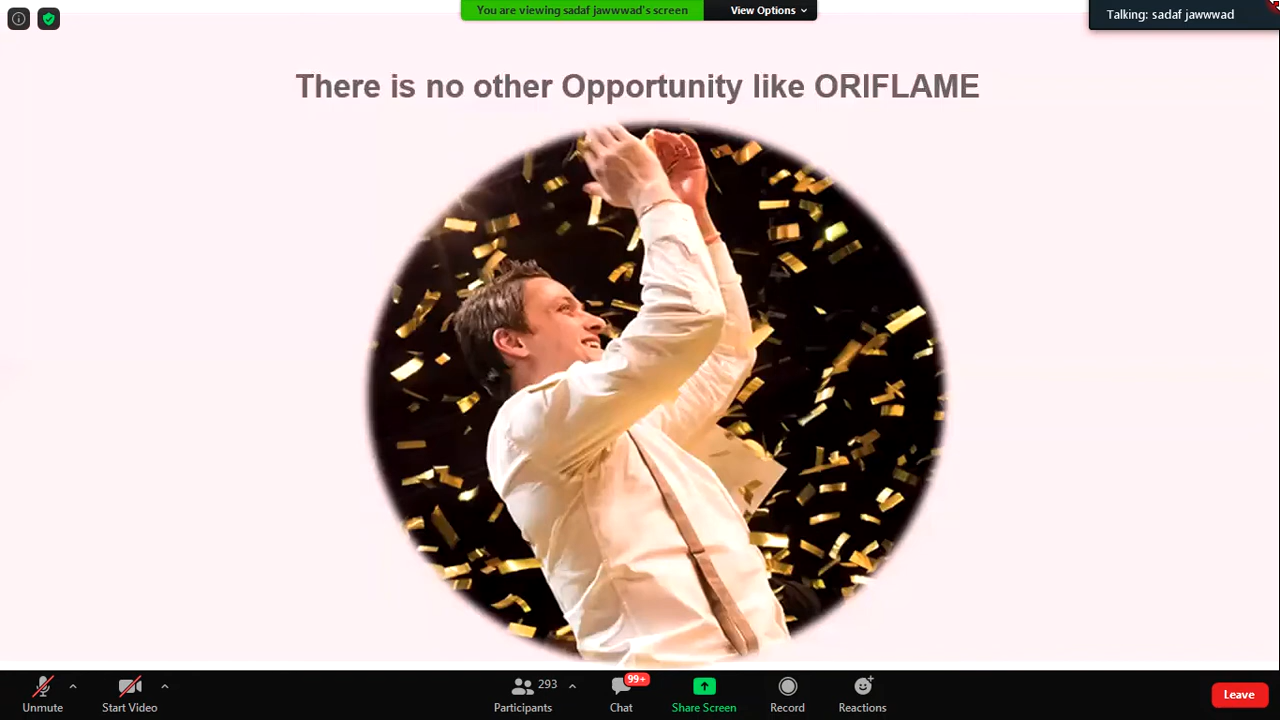 You are viewing sadaf jawwwad's screen
View Options
Talking: sadaf jawwwad
There is no other Opportunity like ORIFLAME
Unmute
Start Video
293
Participants
99+
Chat
Share Screen
Record
Reactions
Leave